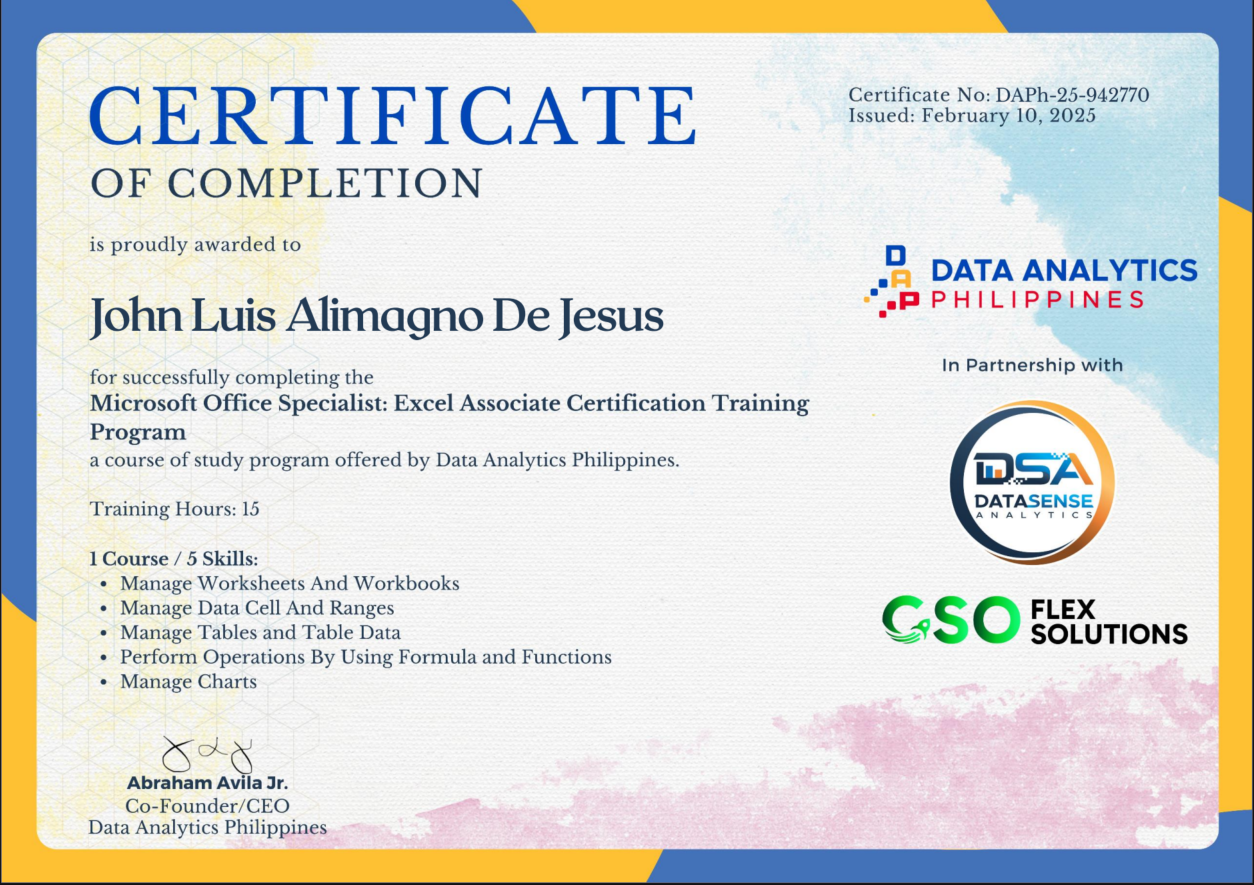 CERTIFICATE
OF COMPLETION
Certificate No: DAPh-25-942770
Issued: February 10, 2025
is proudly awarded to
John Luis Alimagno De Jesus
for successfully completing the
Microsoft Office Specialist: Excel Associate Certification Training
Program
a course of study program offered by Data Analytics Philippines.
Training Hours: 15
1 Course / 5 Skills:
• Manage Worksheets And Workbooks
• Manage Data Cell And Ranges
• Manage Tables and Table Data
• Perform Operations By Using Formula and Functions
• Manage Charts
Abraham Avila Jr.
Co-Founder/CEO
Data Analytics Philippines
DAP
DATA ANALYTICS
PHILIPPINES
In Partnership with
DSA
DATASENSE
ANALYTICS
GSO
FLEX
SOLUTIONS